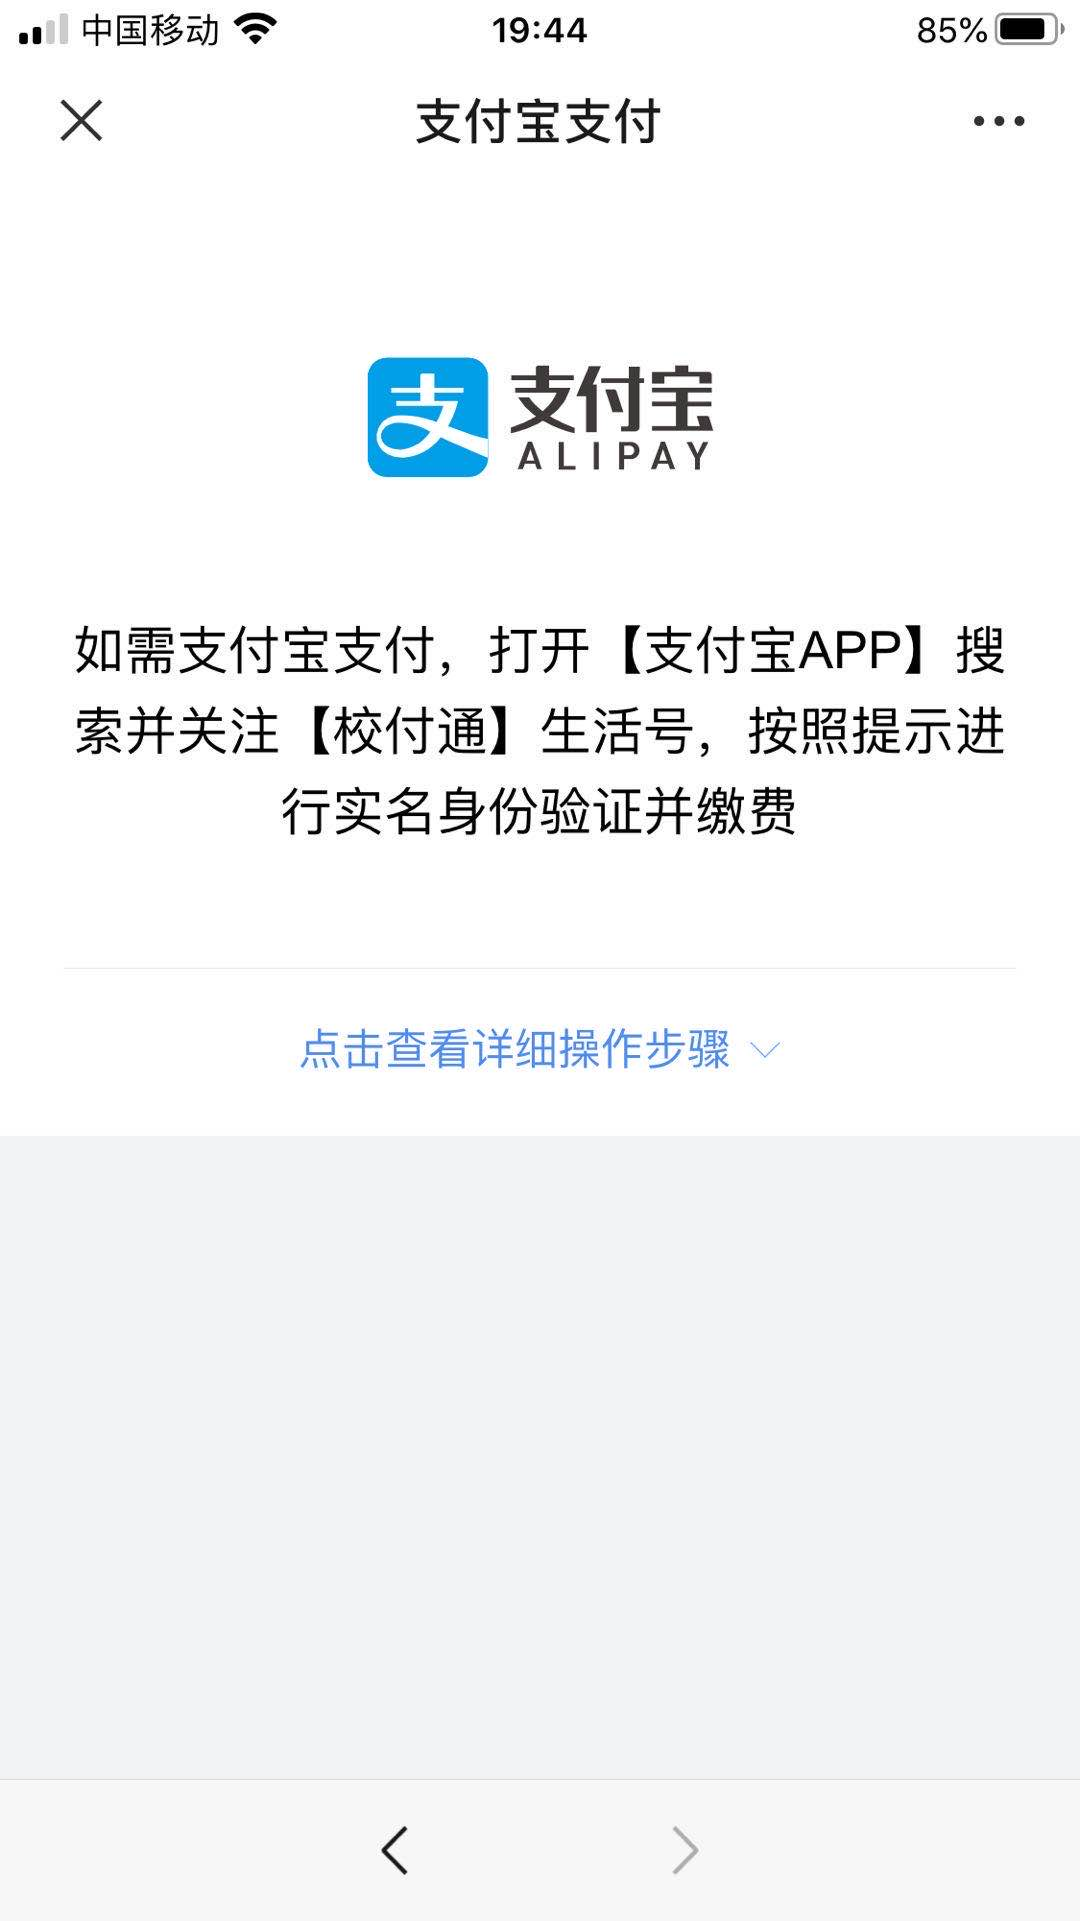 中国移动
19:44
85%
支付宝支付
支 支付宝
ALIPAY
如需支付宝支付，打开【支付宝APP】搜
索并关注【校付通】生活号，按照提示进
行实名身份验证并缴费
点击查看详细操作步骤